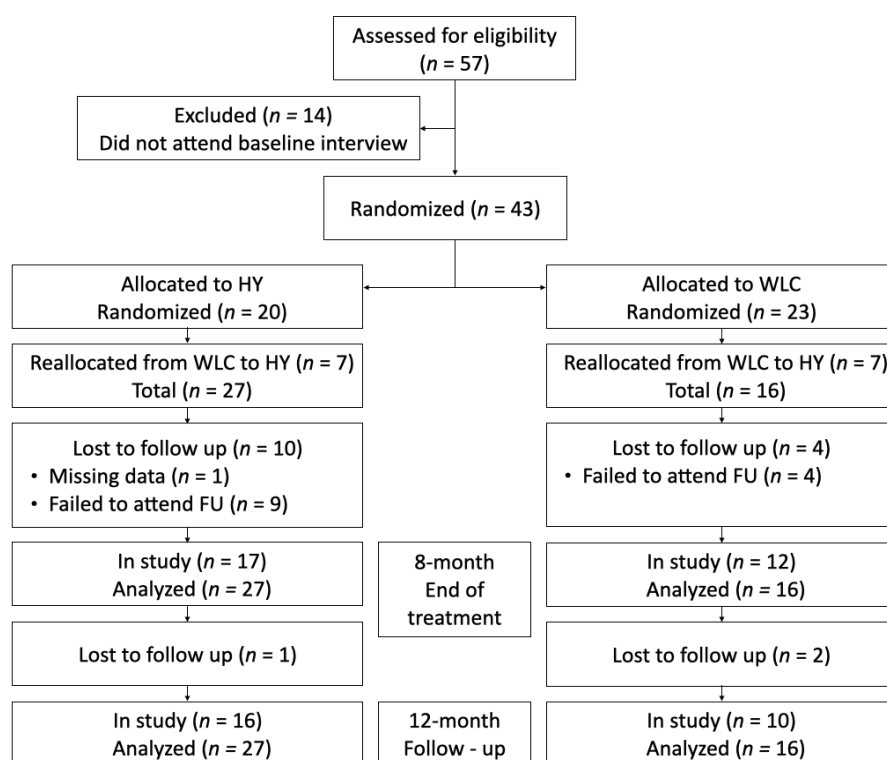 Assessed for eligibility
(n = 57)
Excluded (n = 14)
Did not attend baseline interview
Randomized (n = 43)
Allocated to HY
Randomized (n = 20)
Allocated to WLC
Randomized (n = 23)
Reallocated from WLC to HY (n = 7)
Total (n = 27)
Reallocated from WLC to HY (n = 7)
Total (n = 16)
Lost to follow up (n = 10)
• Missing data (n = 1)
• Failed to attend FU (n = 9)
Lost to follow up (n = 4)
• Failed to attend FU (n = 4)
In study (n = 17)
Analyzed (n = 27)
8-month
End of
treatment
In study (n = 12)
Analyzed (n = 16)
Lost to follow up (n = 1)
Lost to follow up (n = 2)
In study (n = 16)
Analyzed (n = 27)
12-month
Follow - up
In study (n = 10)
Analyzed (n = 16)